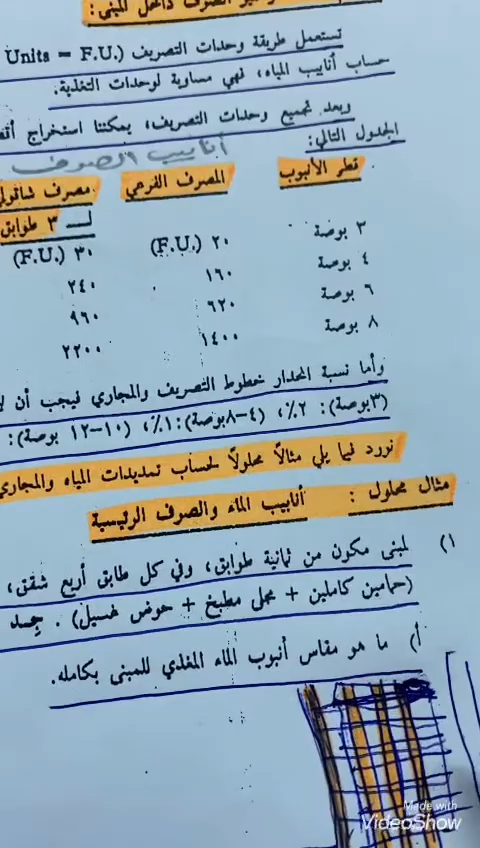 الصرف داخل المبنى:
تستعمل طريقة وحدات التصريف (Units = F.U.
حساب أنابيب المياه، فهي مساوية لوحدات التغذية.
وبعد تجميع وحدات التصريف، يمكننا استخراج
الجدول التالي:
أنابيب الصرف
قطر الأنبوب المصرف الفرعي مصرف شاقولي
لـ ٣ طوابق
٣ بوصة ٢٠ (F.U.) ٣٠ (F.U.)
٤ بوصة ١٦٠ ٢٤٠
٦ بوصة ٦٢٠ ٩٦٠
٨ بوصة ١٤٠٠ ٢٢٠٠
وأما نسبة انحدار خطوط التصريف والمجاري فيجب أن
(٣بوصة): ٢٪، (٤-٨بوصة):١٪، (١٠-١٢ بوصة):
نورد فيما يلي مثالاً محلولاً لحساب تمديدات المياه والمجاري
مثال محلول : أنابيب الماء والصرف الرئيسية
١) لمبنى مكون من ثمانية طوابق، وفي كل طابق أربع شقق،
(حمامين كاملين + مجلى مطبخ + حوض غسيل) . جِد
أ) ما هو مقاس أنبوب الماء المغذي للمبنى بكامله.
Made with
VideoShow